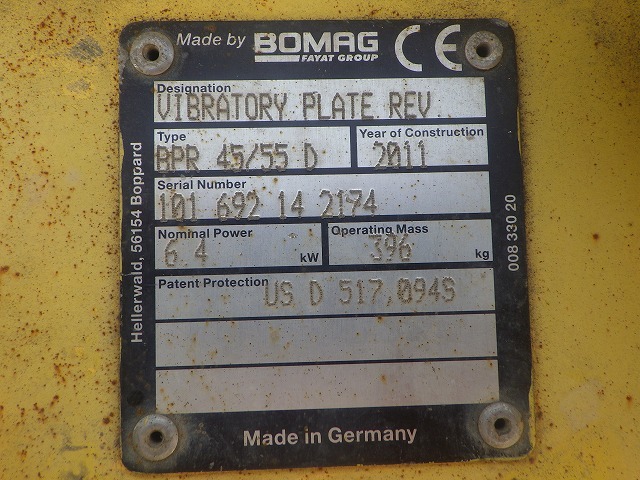 Made by BOMAG CE
FAYAT GROUP
Designation
VIBRATORY PLATE REV.
Type
BPR 45/55 D
Year of Construction
2011
Serial Number
101 692 14 2174
Nominal Power
6.4 kW
Operating Mass
396 kg
Patent Protection
US D 517,094S
Made in Germany
Hellerwald, 56154 Boppard
008 330 20